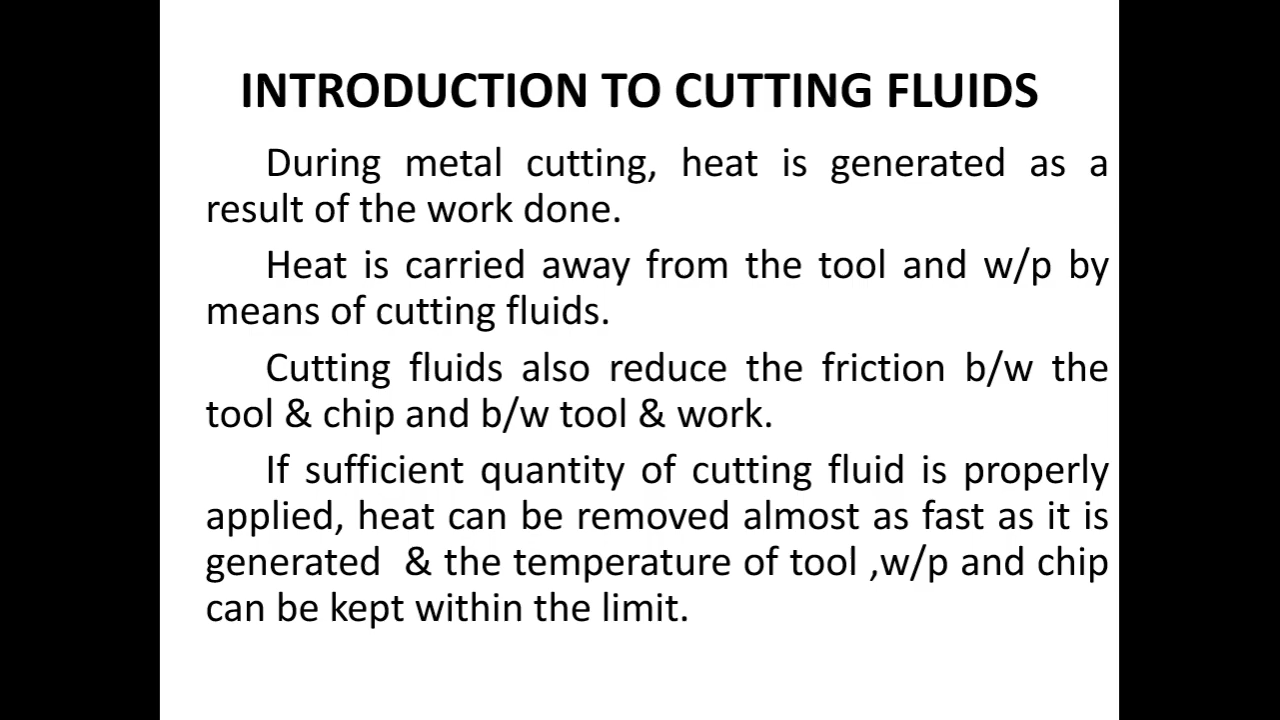 INTRODUCTION TO CUTTING FLUIDS
During metal cutting, heat is generated as a
result of the work done.
Heat is carried away from the tool and w/p by
means of cutting fluids.
Cutting fluids also reduce the friction b/w the
tool & chip and b/w tool & work.
If sufficient quantity of cutting fluid is properly
applied, heat can be removed almost as fast as it is
generated & the temperature of tool ,w/p and chip
can be kept within the limit.